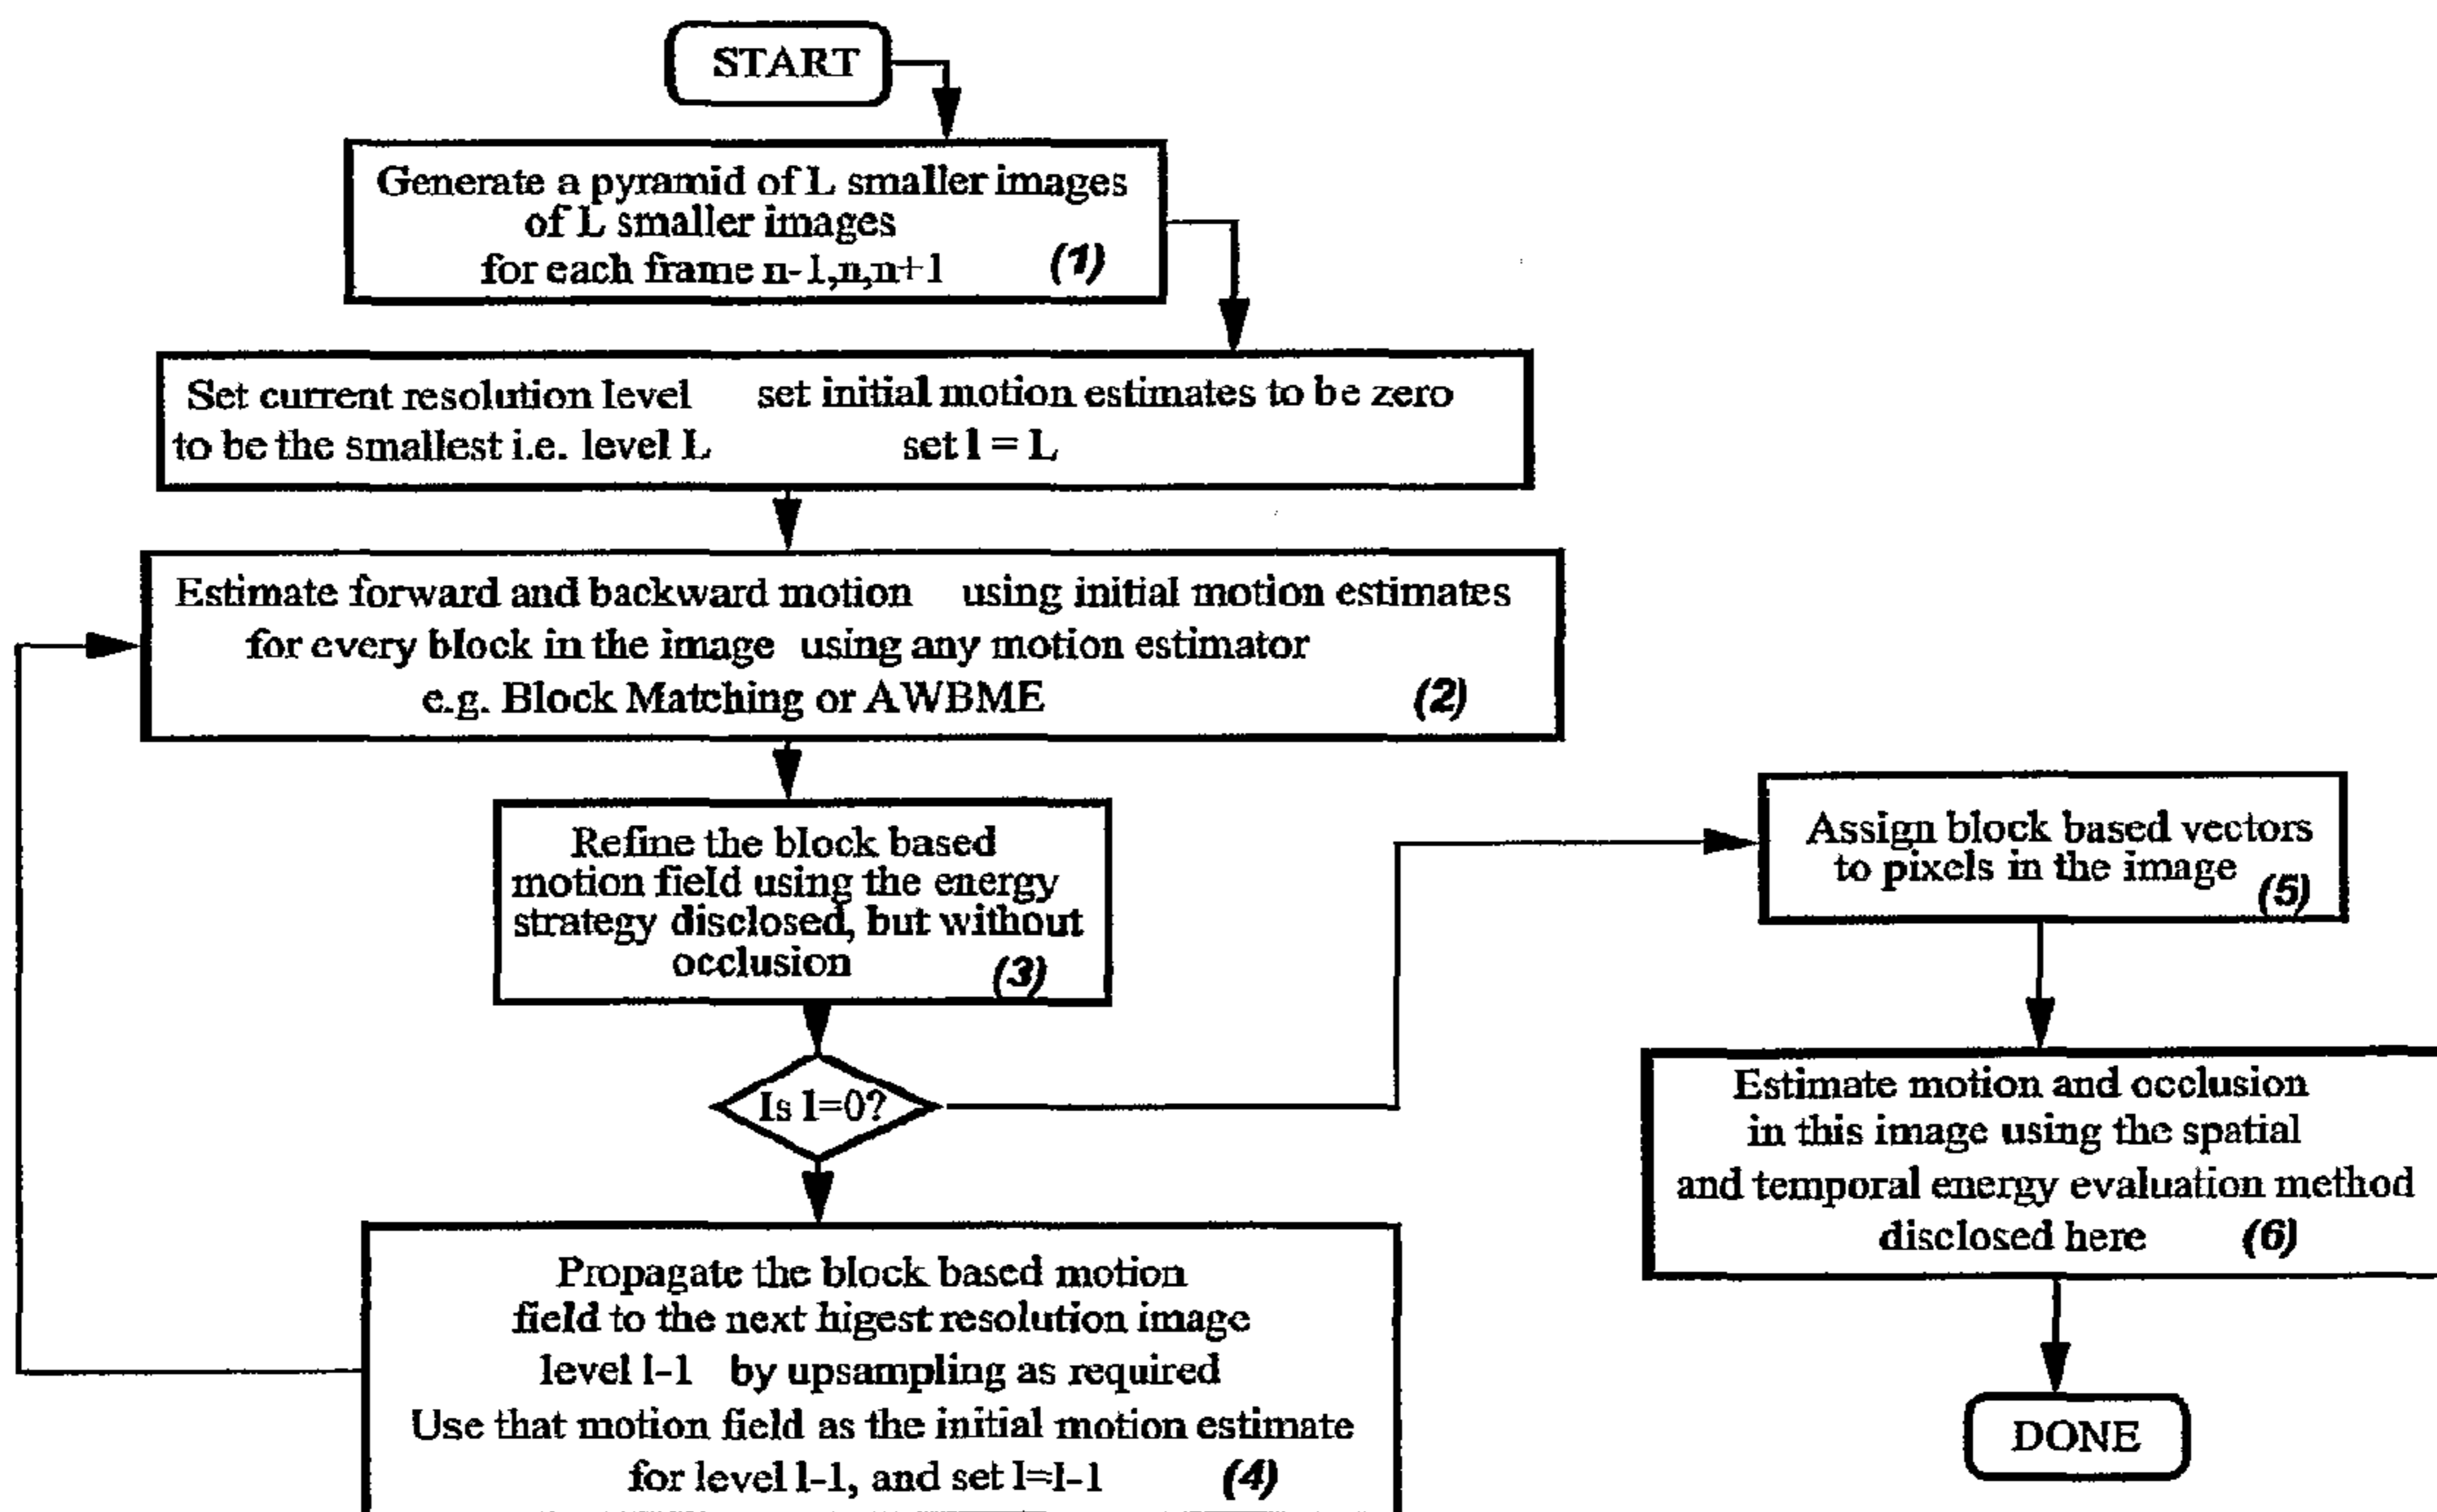 START
Generate a pyramid of L smaller images
of L smaller images
for each frame n-1,n,n+1 (1)
Set current resolution level set initial motion estimates to be zero
to be the smallest i.e. level L set l = L
Estimate forward and backward motion using initial motion estimates
for every block in the image using any motion estimator
e.g. Block Matching or AWBME (2)
Refine the block based
motion field using the energy
strategy disclosed, but without
occlusion (3)
Is l=0?
Propagate the block based motion
field to the next higest resolution image
level l-1 by upsampling as required
Use that motion field as the initial motion estimate
for level l-1, and set l=l-1 (4)
Assign block based vectors
to pixels in the image (5)
Estimate motion and occlusion
in this image using the spatial
and temporal energy evaluation method
disclosed here (6)
DONE